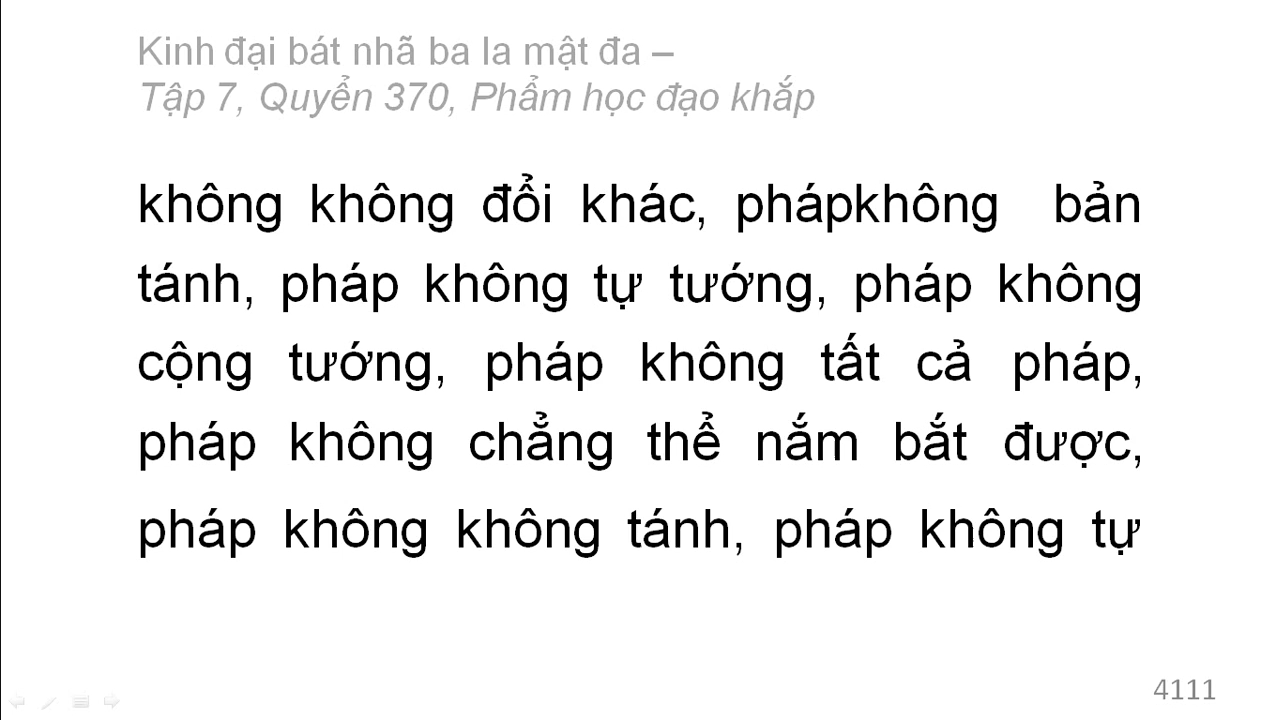 Kinh đại bát nhã ba la mật đa –
Tập 7, Quyển 370, Phẩm học đạo khắp
không không đổi khác, phápkhông bản
tánh, pháp không tự tướng, pháp không
cộng tướng, pháp không tất cả pháp,
pháp không chẳng thể nắm bắt được,
pháp không không tánh, pháp không tự
4111